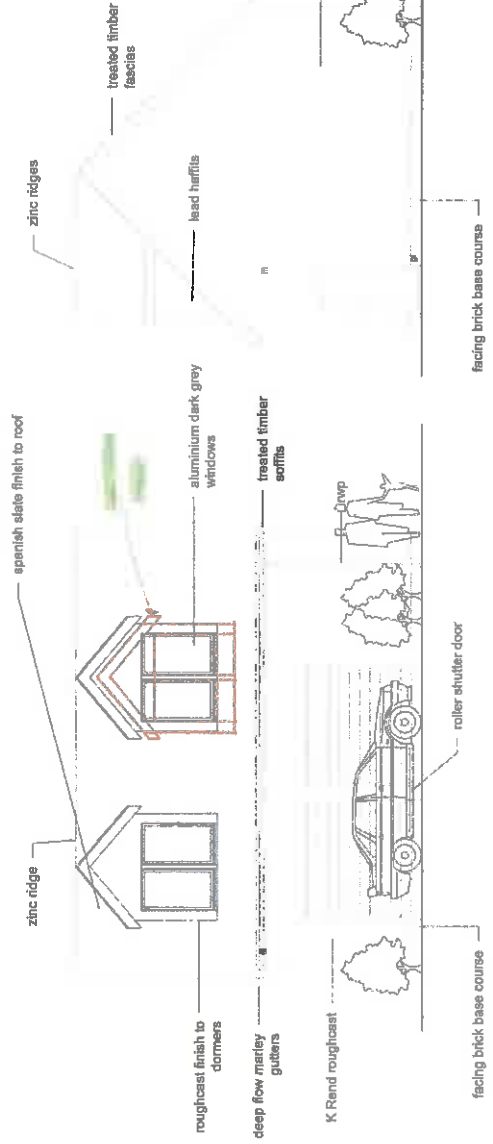 spanish slate finish to roof
zinc ridge
zinc ridges
treated timber
fascias
lead haffits
aluminium dark grey
windows
roughcast finish to
dormers
deep flow marley
gutters
treated timber
soffits
K Rend roughcast
rwp
roller shutter door
facing brick base course
facing brick base course